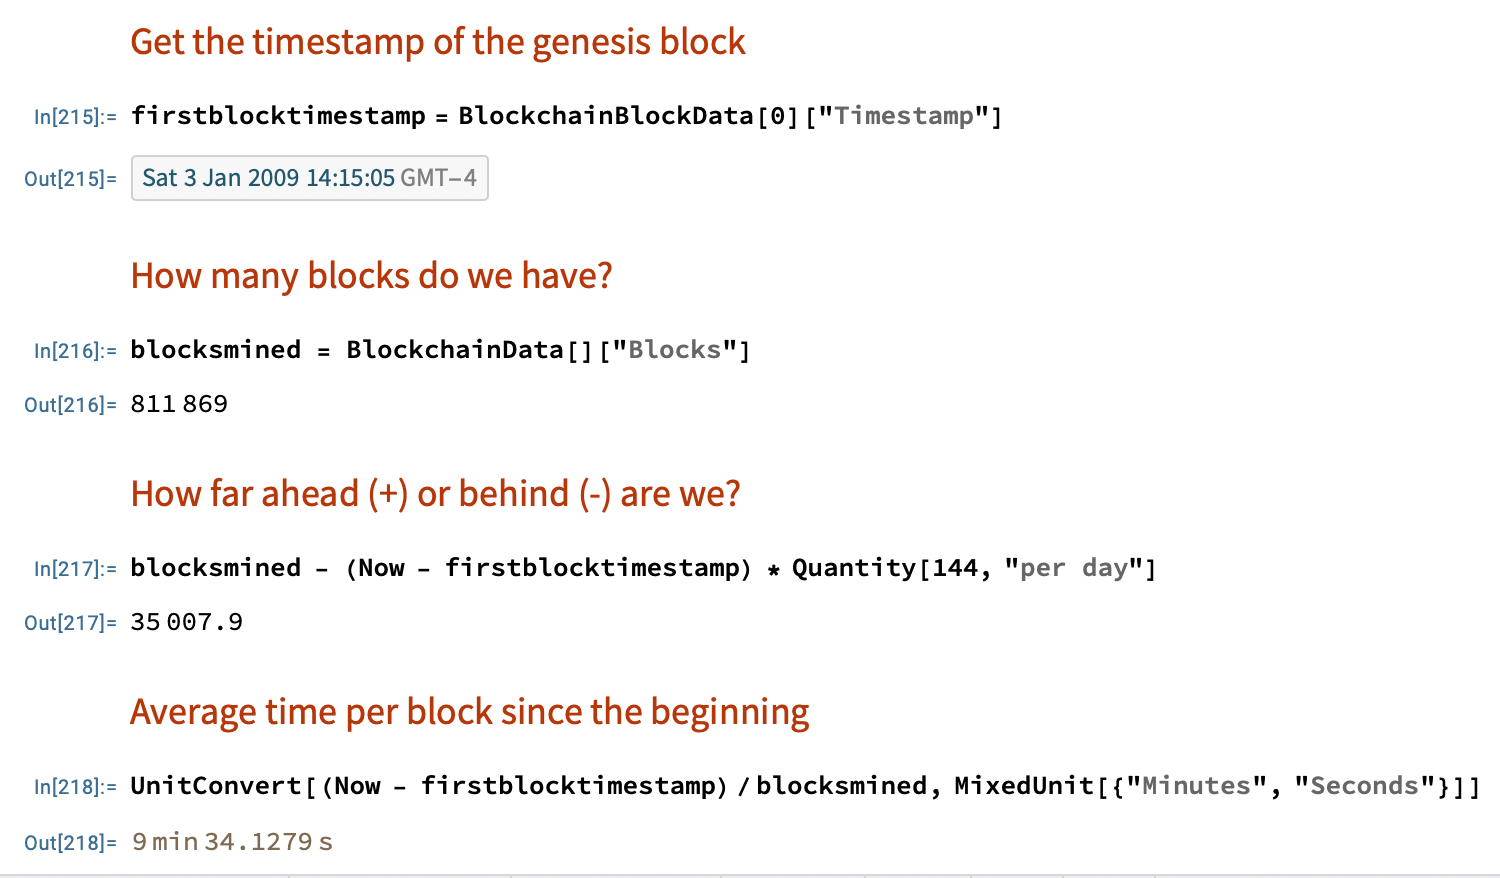 Get the timestamp of the genesis block
In[215]:= firstblocktimestamp = BlockchainBlockData[0]["Timestamp"]
Out[215]= Sat 3 Jan 2009 14:15:05 GMT−4
How many blocks do we have?
In[216]:= blocksmined = BlockchainData[]["Blocks"]
Out[216]= 811 869
How far ahead (+) or behind (-) are we?
In[217]:= blocksmined - (Now - firstblocktimestamp) * Quantity[144, "per day"]
Out[217]= 35 007.9
Average time per block since the beginning
In[218]:= UnitConvert[(Now - firstblocktimestamp) / blocksmined, MixedUnit[{"Minutes", "Seconds"}]]
Out[218]= 9 min 34.1279 s